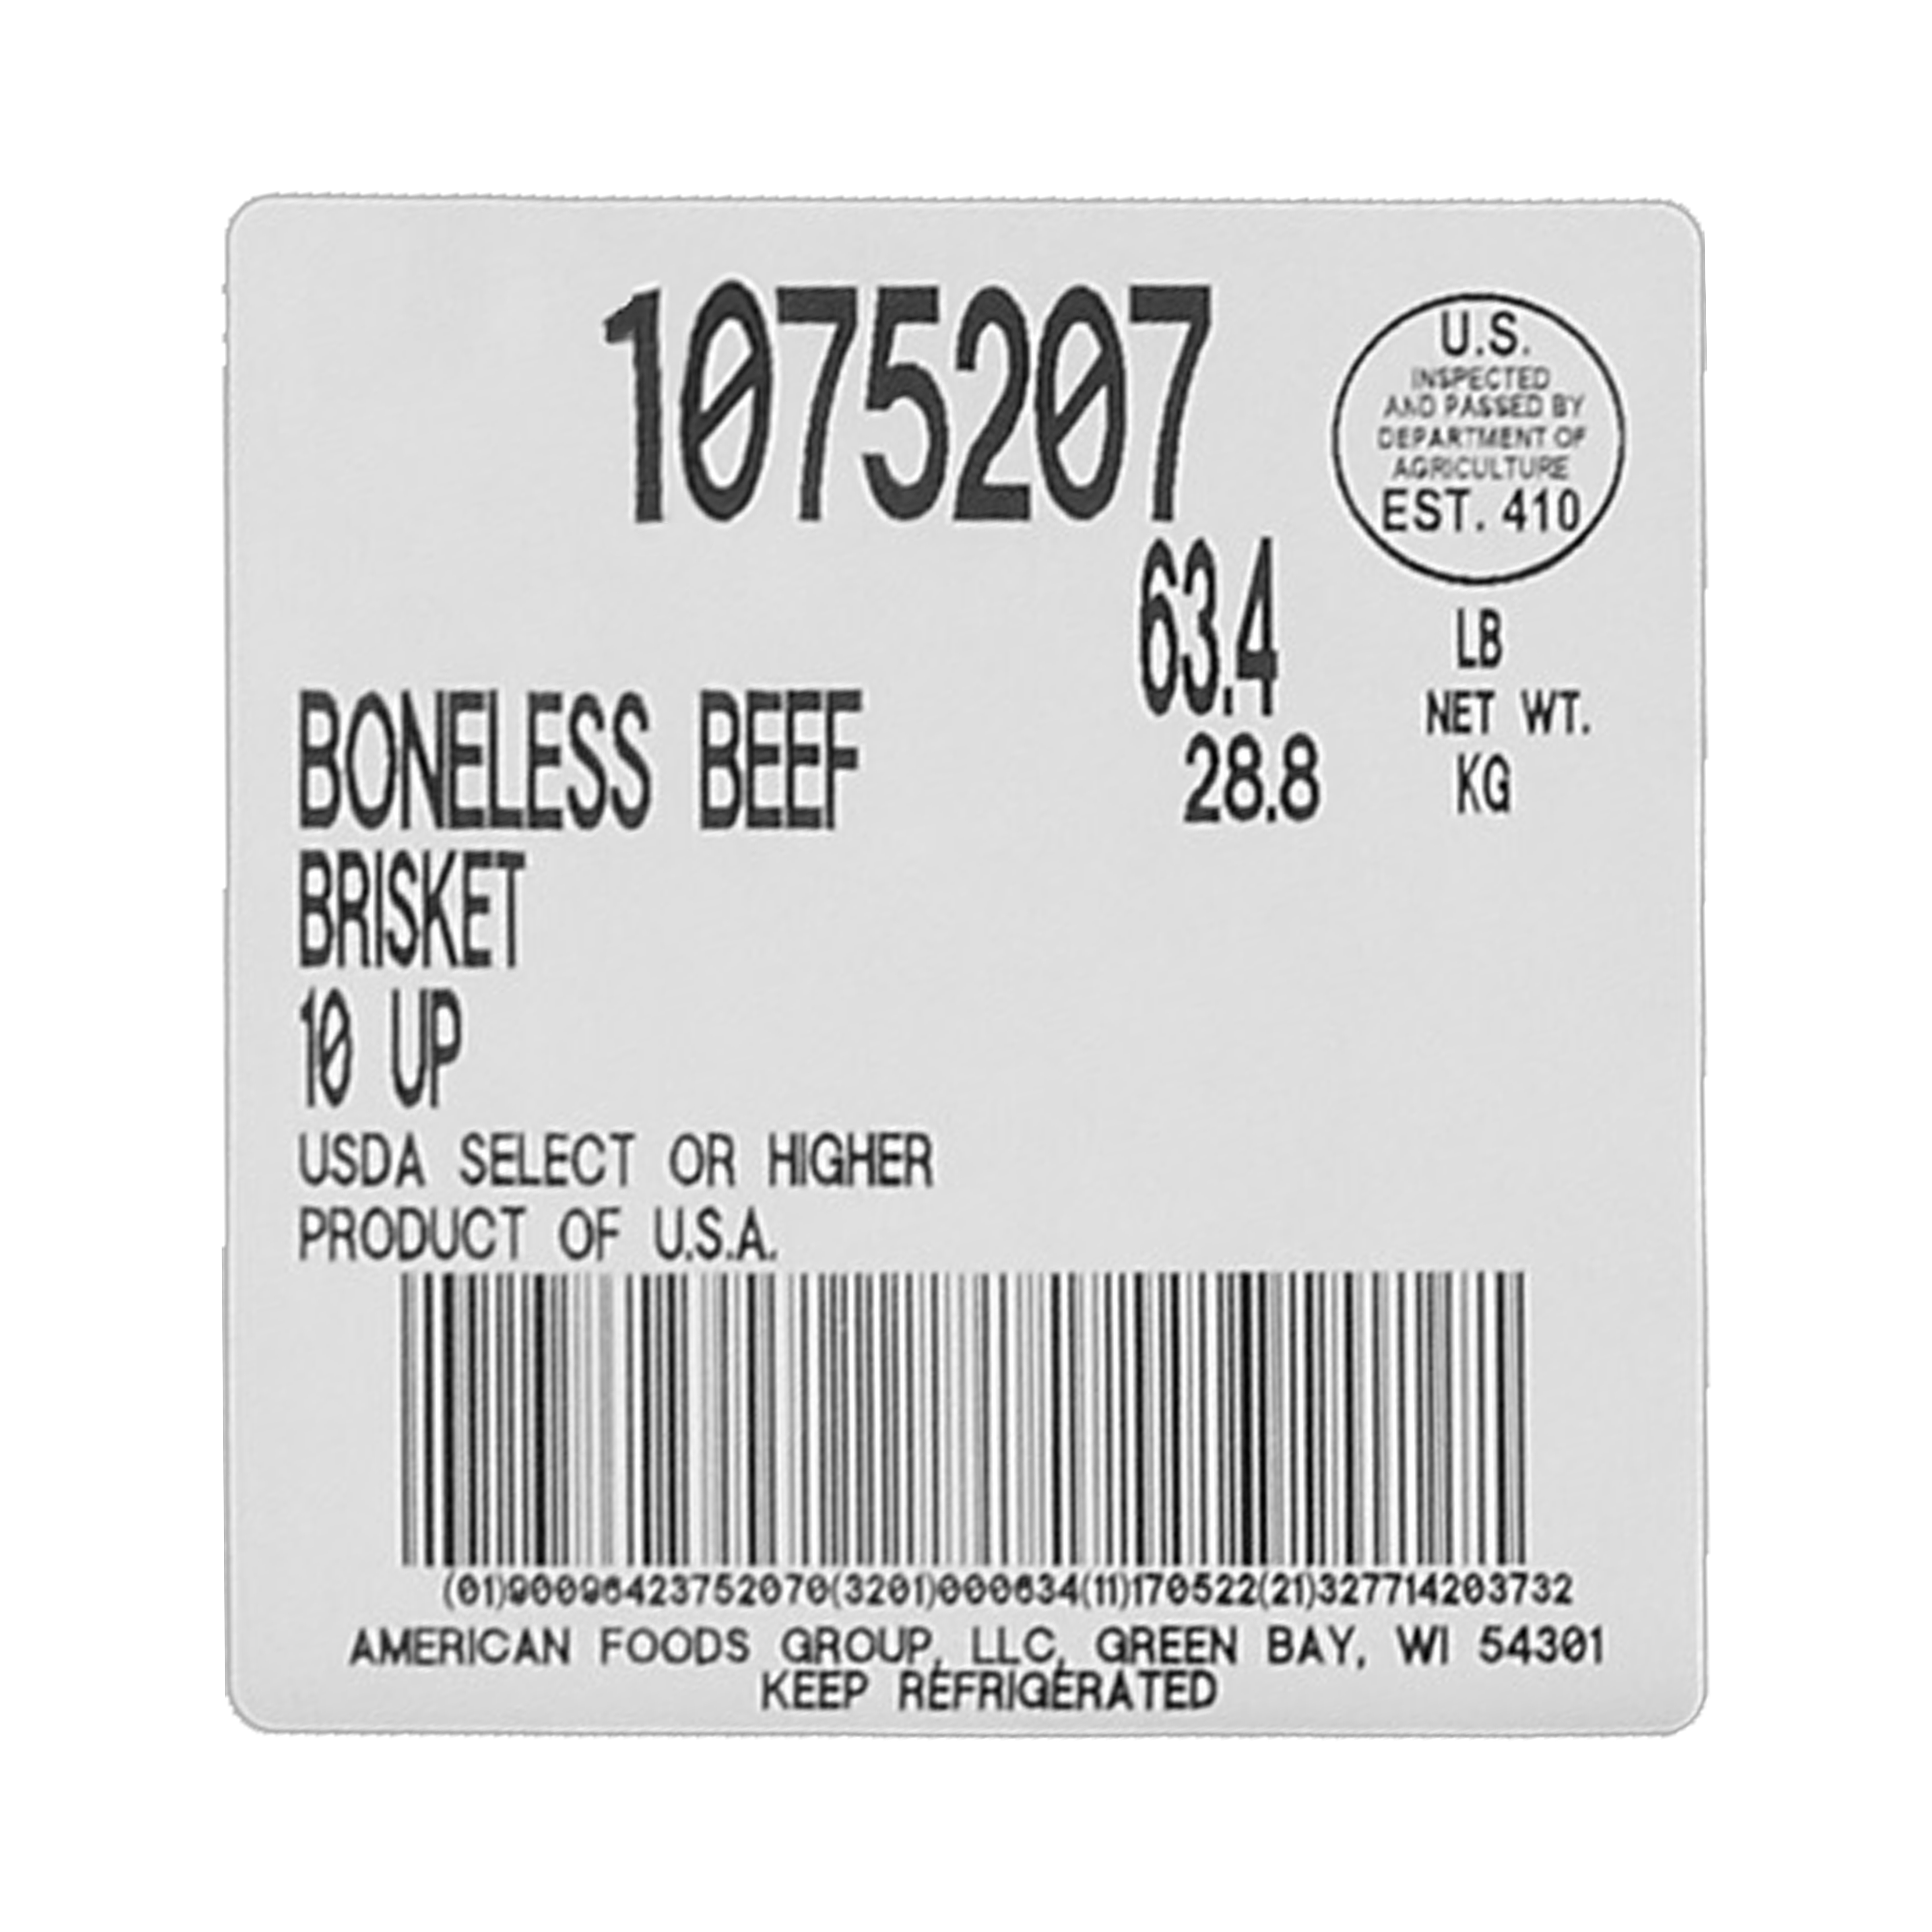 1075207
U.S.
INSPECTED
AND PASSED BY
DEPARTMENT OF
AGRICULTURE
EST. 410
63.4 LB
NET WT.
28.8 KG
BONELESS BEEF
BRISKET
10 UP
USDA SELECT OR HIGHER
PRODUCT OF U.S.A.
(01)90096423752070(3201)000634(11)170522(21)327714203732
AMERICAN FOODS GROUP, LLC, GREEN BAY, WI 54301
KEEP REFRIGERATED